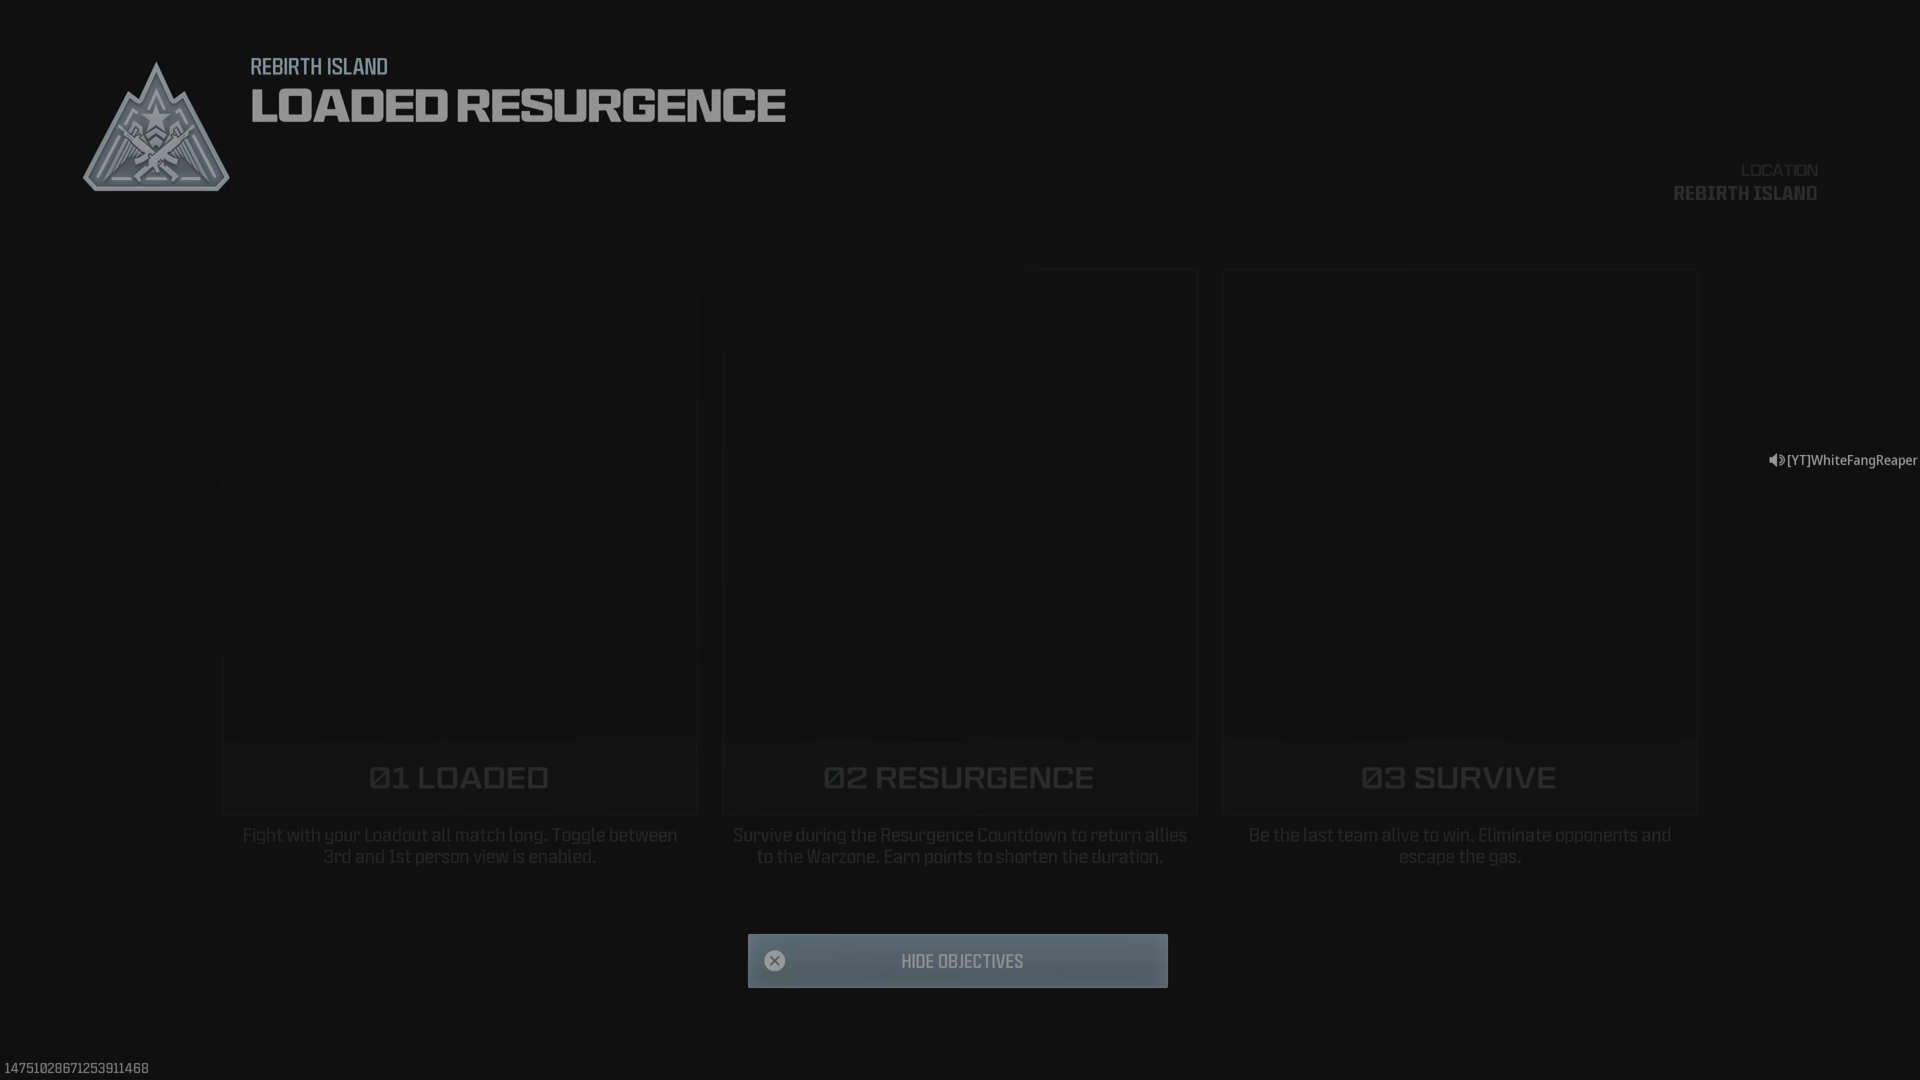 REBIRTH ISLAND
LOADED RESURGENCE
LOCATION
REBIRTH ISLAND
[YT]WhiteFangReaper
01 LOADED
Fight with your Loadout all match long. Toggle between
3rd and 1st person view is enabled.
02 RESURGENCE
Survive during the Resurgence Countdown to return allies
to the Warzone. Earn points to shorten the duration.
03 SURVIVE
Be the last team alive to win. Eliminate opponents and
escape the gas.
HIDE OBJECTIVES
14751028671253911468